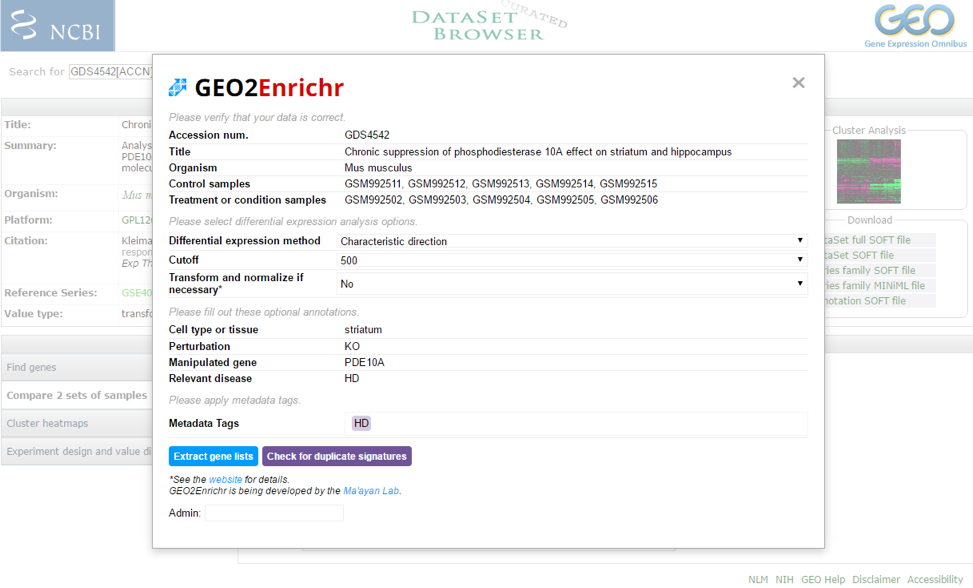 NCBI
DATASET
BROWSER
CURATED
GEO
Gene Expression Omnibus
Search for GDS4542[ACCN]
GEO2Enrichr
×
Please verify that your data is correct.
Accession num. GDS4542
Title Chronic suppression of phosphodiesterase 10A effect on striatum and hippocampus
Organism Mus musculus
Control samples GSM992511, GSM992512, GSM992513, GSM992514, GSM992515
Treatment or condition samples GSM992502, GSM992503, GSM992504, GSM992505, GSM992506
Please select differential expression analysis options.
Differential expression method Characteristic direction
Cutoff 500
Transform and normalize if
necessary* No
Please fill out these optional annotations.
Cell type or tissue striatum
Perturbation KO
Manipulated gene PDE10A
Relevant disease HD
Please apply metadata tags.
Metadata Tags HD
Extract gene lists Check for duplicate signatures
*See the website for details.
GEO2Enrichr is being developed by the Ma'ayan Lab.
Admin:
Title: Chroni
Summary: Analys
PDE10
molecu
Organism: Mus m
Platform: GPL126
Citation: Kleima
respon
Exp Th
Reference Series: GSE40
Value type: transfo
Find genes
Compare 2 sets of samples
Cluster heatmaps
Experiment design and value di
Cluster Analysis
Download
taSet full SOFT file
taSet SOFT file
ries family SOFT file
ries family MINiML file
notation SOFT file
NLM NIH GEO Help Disclaimer Accessibility